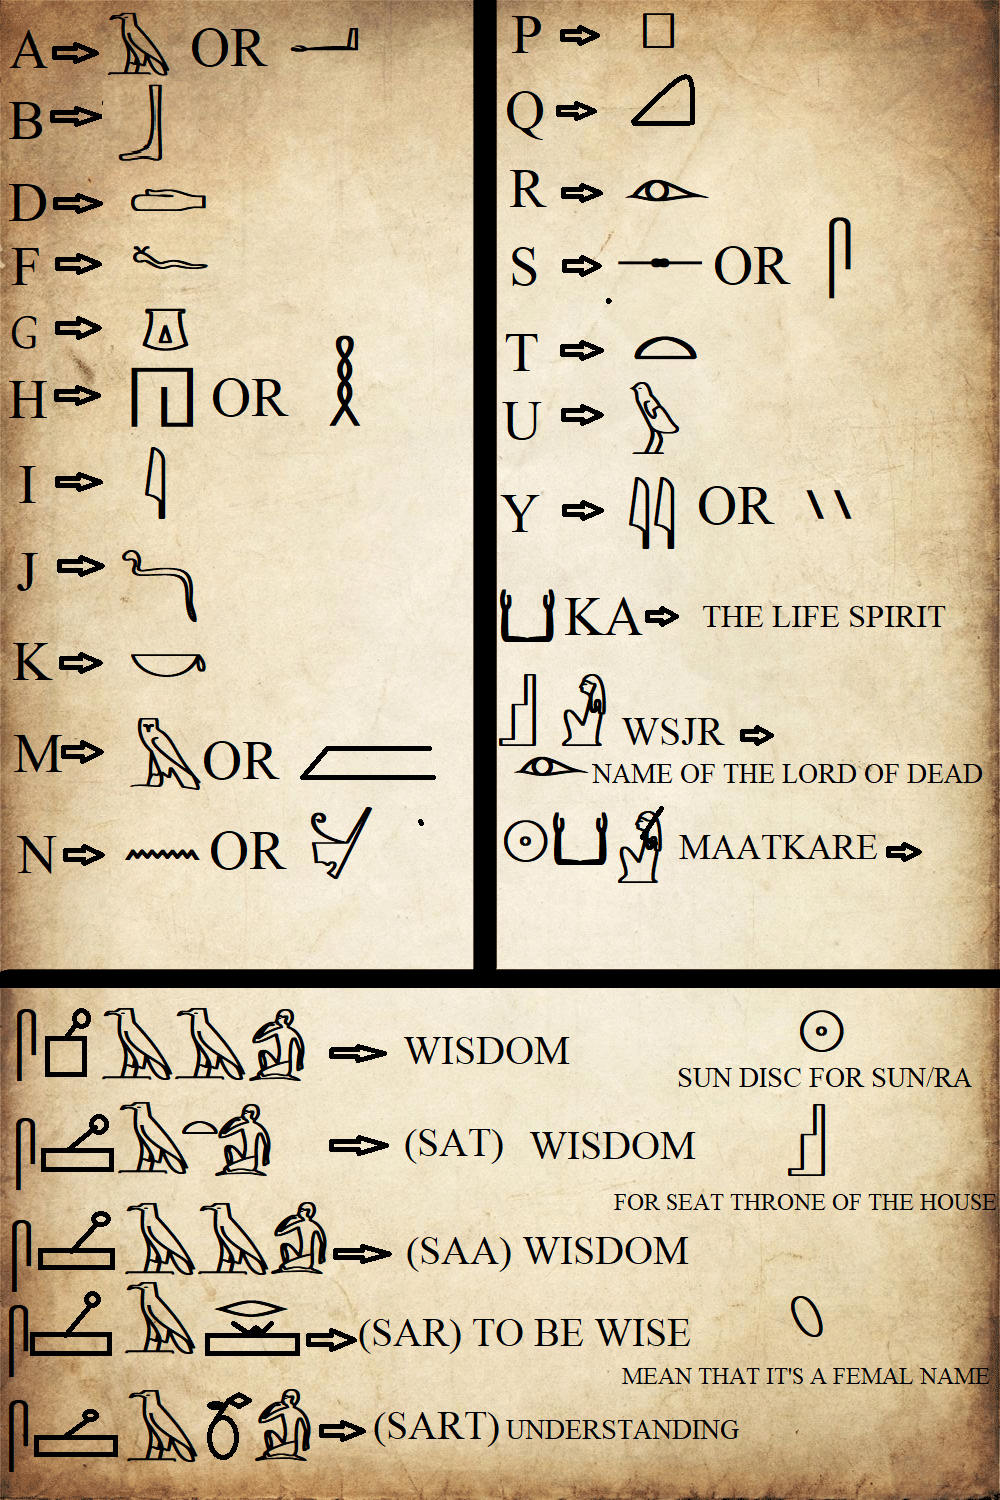 A ⇨ 𓄿 OR 𓂝
B ⇨ 𓃀
D ⇨ 𓂧
F ⇨ 𓆑
G ⇨ 𓎼
H ⇨ 𓉔 OR 𓎛
I ⇨ 𓇋
J ⇨ 𓆓
K ⇨ 𓎡
M ⇨ 𓅓 OR 𓈙
N ⇨ 𓈖 OR
P ⇨ 𓊪
Q ⇨ 𓈎
R ⇨ 𓁹
S ⇨ 𓊃 OR 𓋴
T ⇨ 𓏏
U ⇨ 𓅱
Y ⇨ 𓇌 OR 𓏭
𓂓 KA ⇨ THE LIFE SPIRIT
𓊨 WSJR ⇨
𓁹 NAME OF THE LORD OF DEAD
𓇳 𓂓 MAATKARE ⇨
𓋴 𓄿 𓄿 𓀁 ⇨ WISDOM
𓇳
SUN DISC FOR SUN/RA
𓋴 𓄿 𓏏 𓀁 ⇨ (SAT) WISDOM
𓊨
FOR SEAT THRONE OF THE HOUSE
𓋴 𓄿 𓄿 𓀁 ⇨ (SAA) WISDOM
𓋴 𓄿 𓂋 ⇨ (SAR) TO BE WISE
𓆇
MEAN THAT IT'S A FEMAL NAME
𓋴 𓄿 𓀁 ⇨ (SART) UNDERSTANDING